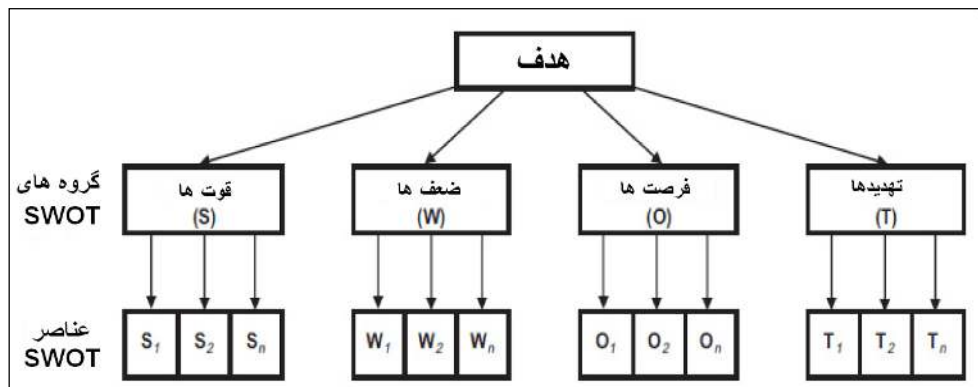 هدف
گروه های
SWOT
قوت ها
(S)
ضعف ها
(W)
فرصت ها
(O)
تهدیدها
(T)
عناصر
SWOT
S1 S2 Sn
W1 W2 Wn
O1 O2 On
T1 T2 Tn